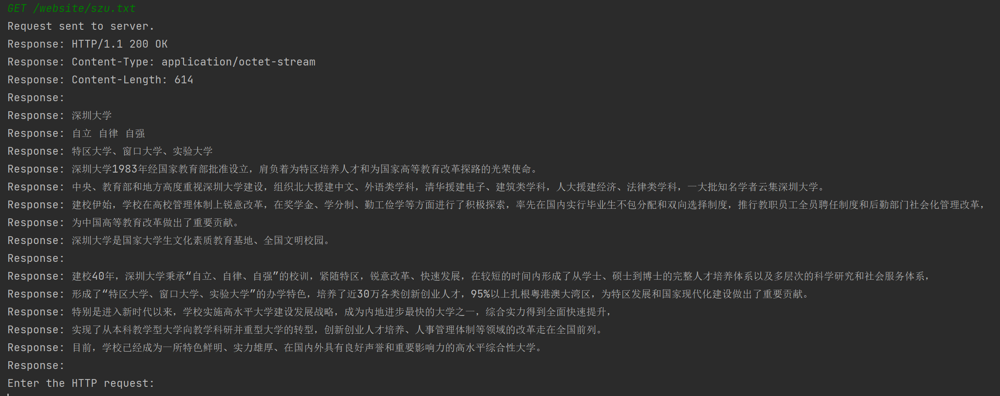 GET /website/szu.txt
Request sent to server.
Response: HTTP/1.1 200 OK
Response: Content-Type: application/octet-stream
Response: Content-Length: 614
Response:
Response: 深圳大学
Response: 自立 自律 自强
Response: 特区大学、窗口大学、实验大学
Response: 深圳大学1983年经国家教育部批准设立，肩负着为特区培养人才和为国家高等教育改革探路的光荣使命。
Response: 中央、教育部和地方高度重视深圳大学建设，组织北大援建中文、外语类学科，清华援建电子、建筑类学科，人大援建经济、法律类学科，一大批知名学者云集深圳大学。
Response: 建校伊始，学校在高校管理体制上锐意改革，在奖学金、学分制、勤工俭学等方面进行了积极探索，率先在国内实行毕业生不包分配和双向选择制度，推行教职员工全员聘任制度和后勤部门社会化管理改革，
Response: 为中国高等教育改革做出了重要贡献。
Response: 深圳大学是国家大学生文化素质教育基地、全国文明校园。
Response:
Response: 建校40年，深圳大学秉承“自立、自律、自强”的校训，紧随特区，锐意改革、快速发展，在较短的时间内形成了从学士、硕士到博士的完整人才培养体系以及多层次的科学研究和社会服务体系，
Response: 形成了“特区大学、窗口大学、实验大学”的办学特色，培养了近30万各类创新创业人才，95%以上扎根粤港澳大湾区，为特区发展和国家现代化建设做出了重要贡献。
Response: 特别是进入新时代以来，学校实施高水平大学建设发展战略，成为内地进步最快的大学之一，综合实力得到全面快速提升，
Response: 实现了从本科教学型大学向教学科研并重型大学的转型，创新创业人才培养、人事管理体制等领域的改革走在全国前列。
Response: 目前，学校已经成为一所特色鲜明、实力雄厚、在国内外具有良好声誉和重要影响力的高水平综合性大学。
Response:
Enter the HTTP request: